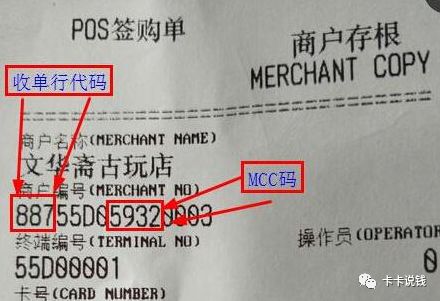 POS签购单
商户存根
MERCHANT COPY
收单行代码
商户名称(MERCHANT NAME)
文华斋古玩店
商户编号(MERCHANT NO)
MCC码
88755D059320003
终端编号(TERMINAL NO)
操作员(OPERATOR
55D00001
0
卡号(CARD NUMBER)
卡卡说钱